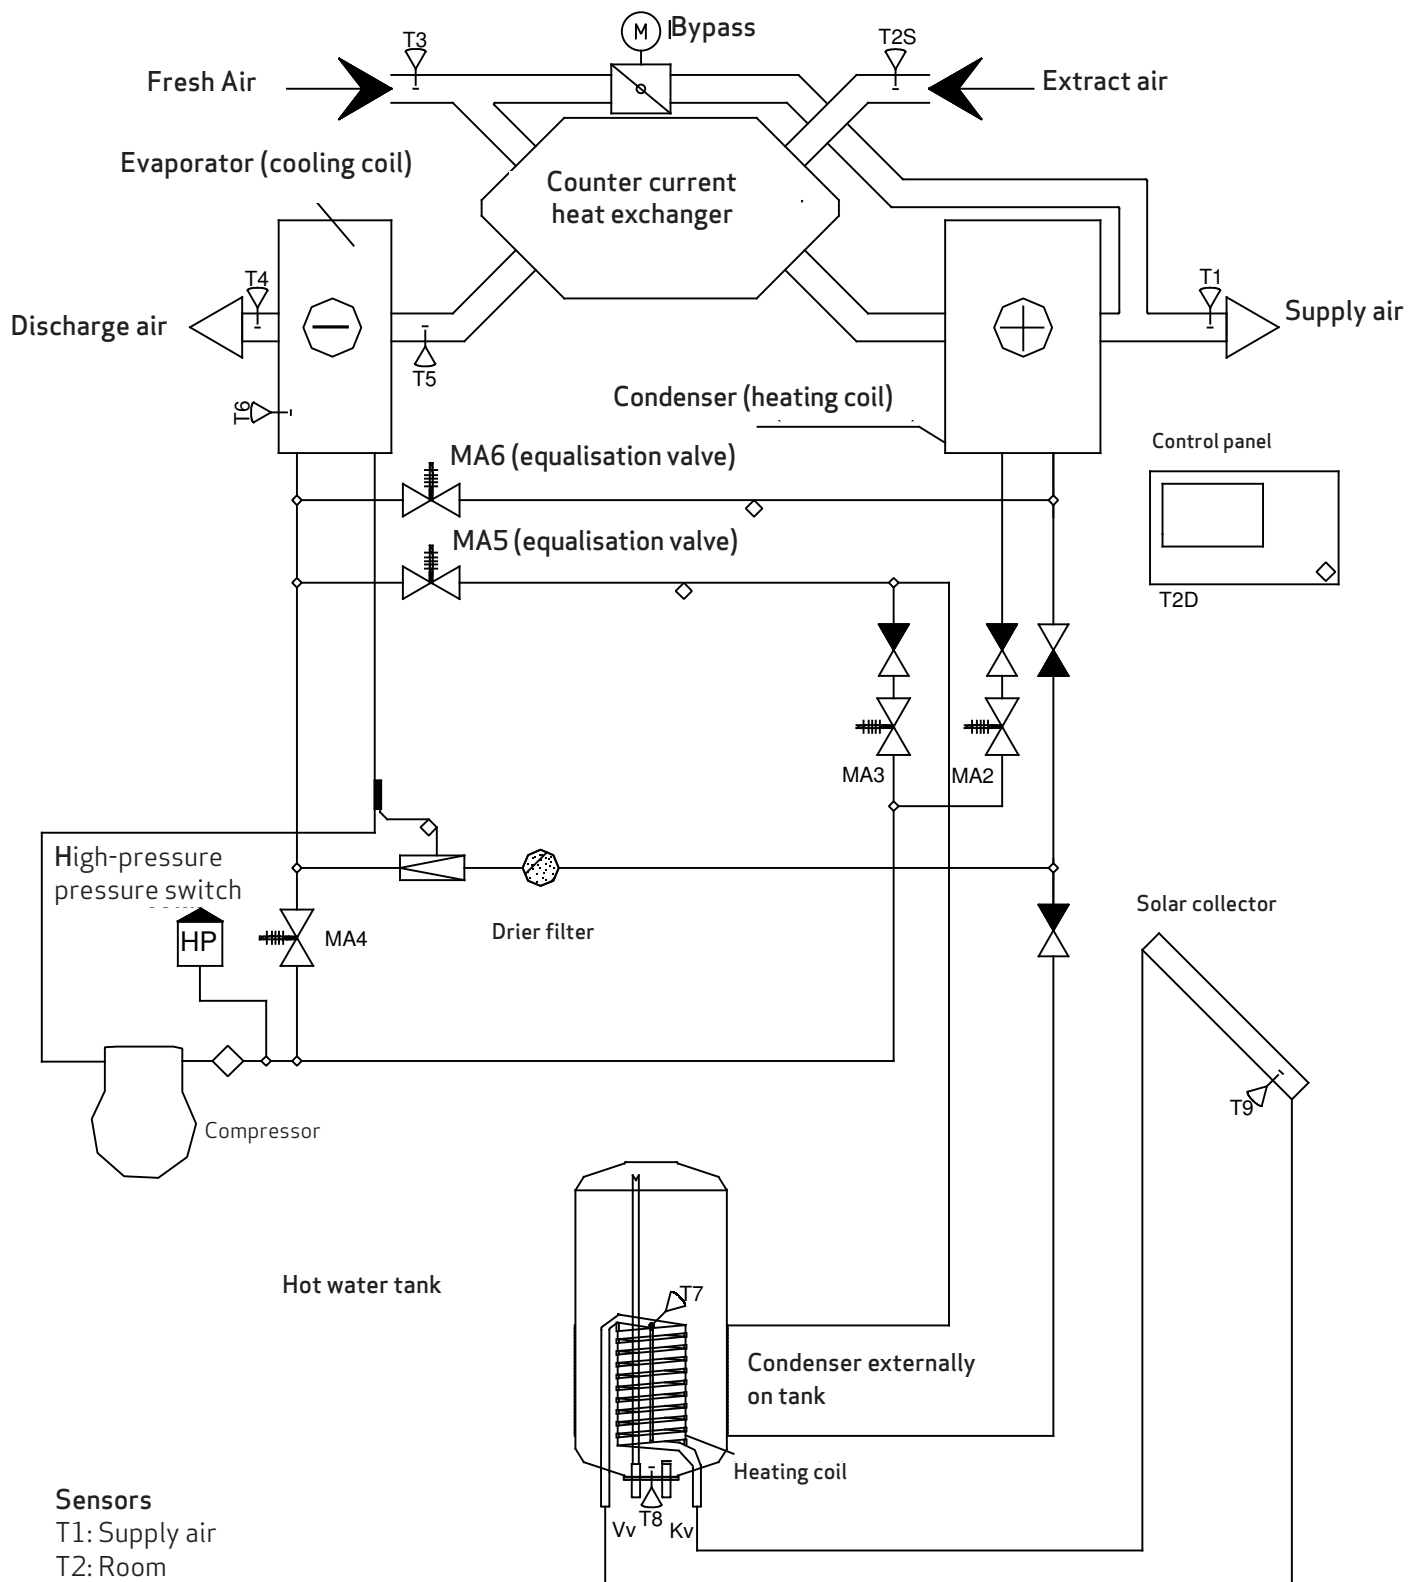 T3
M
Bypass
T2S
Fresh Air
Extract air
Evaporator (cooling coil)
Counter current
heat exchanger
T4
T1
Discharge air
Supply air
T5
T6
Condenser (heating coil)
Control panel
MA6 (equalisation valve)
MA5 (equalisation valve)
T2D
MA3
MA2
High-pressure
pressure switch
HP
MA4
Drier filter
Solar collector
T9
Compressor
Hot water tank
T7
Condenser externally
on tank
Heating coil
Vv
T8
Kv
Sensors
T1: Supply air
T2: Room